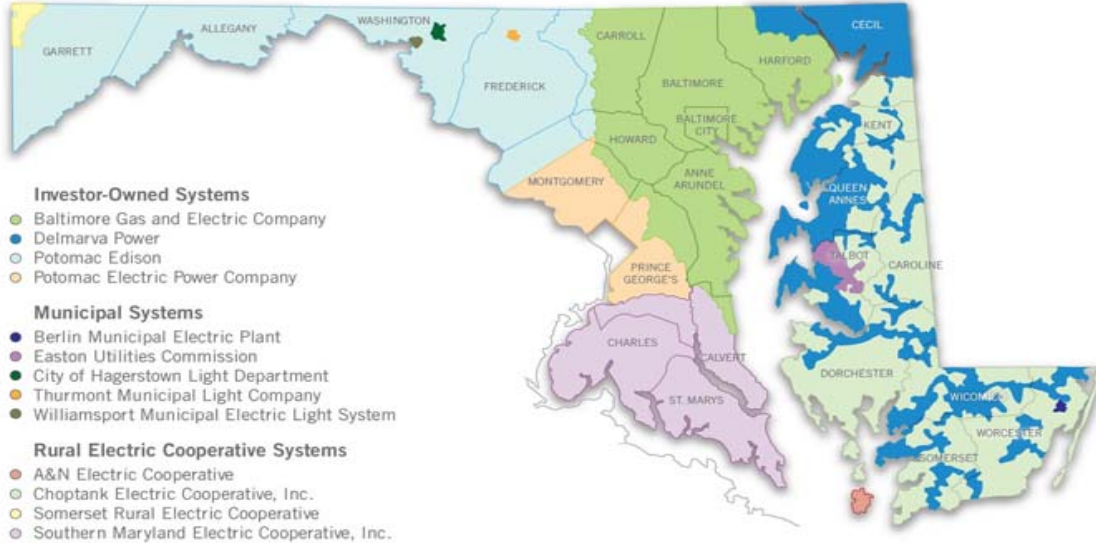 GARRETT
ALLEGANY
WASHINGTON
FREDERICK
CARROLL
BALTIMORE
HARFORD
CECIL
BALTIMORE
CITY
HOWARD
KENT
MONTGOMERY
ANNE
ARUNDEL
QUEEN
ANNES
TALBOT
CAROLINE
PRINCE
GEORGE'S
CHARLES
CALVERT
ST. MARYS
DORCHESTER
WICOMICO
WORCESTER
SOMERSET
Investor-Owned Systems
Baltimore Gas and Electric Company
Delmarva Power
Potomac Edison
Potomac Electric Power Company
Municipal Systems
Berlin Municipal Electric Plant
Easton Utilities Commission
City of Hagerstown Light Department
Thurmont Municipal Light Company
Williamsport Municipal Electric Light System
Rural Electric Cooperative Systems
A&N Electric Cooperative
Choptank Electric Cooperative, Inc.
Somerset Rural Electric Cooperative
Southern Maryland Electric Cooperative, Inc.